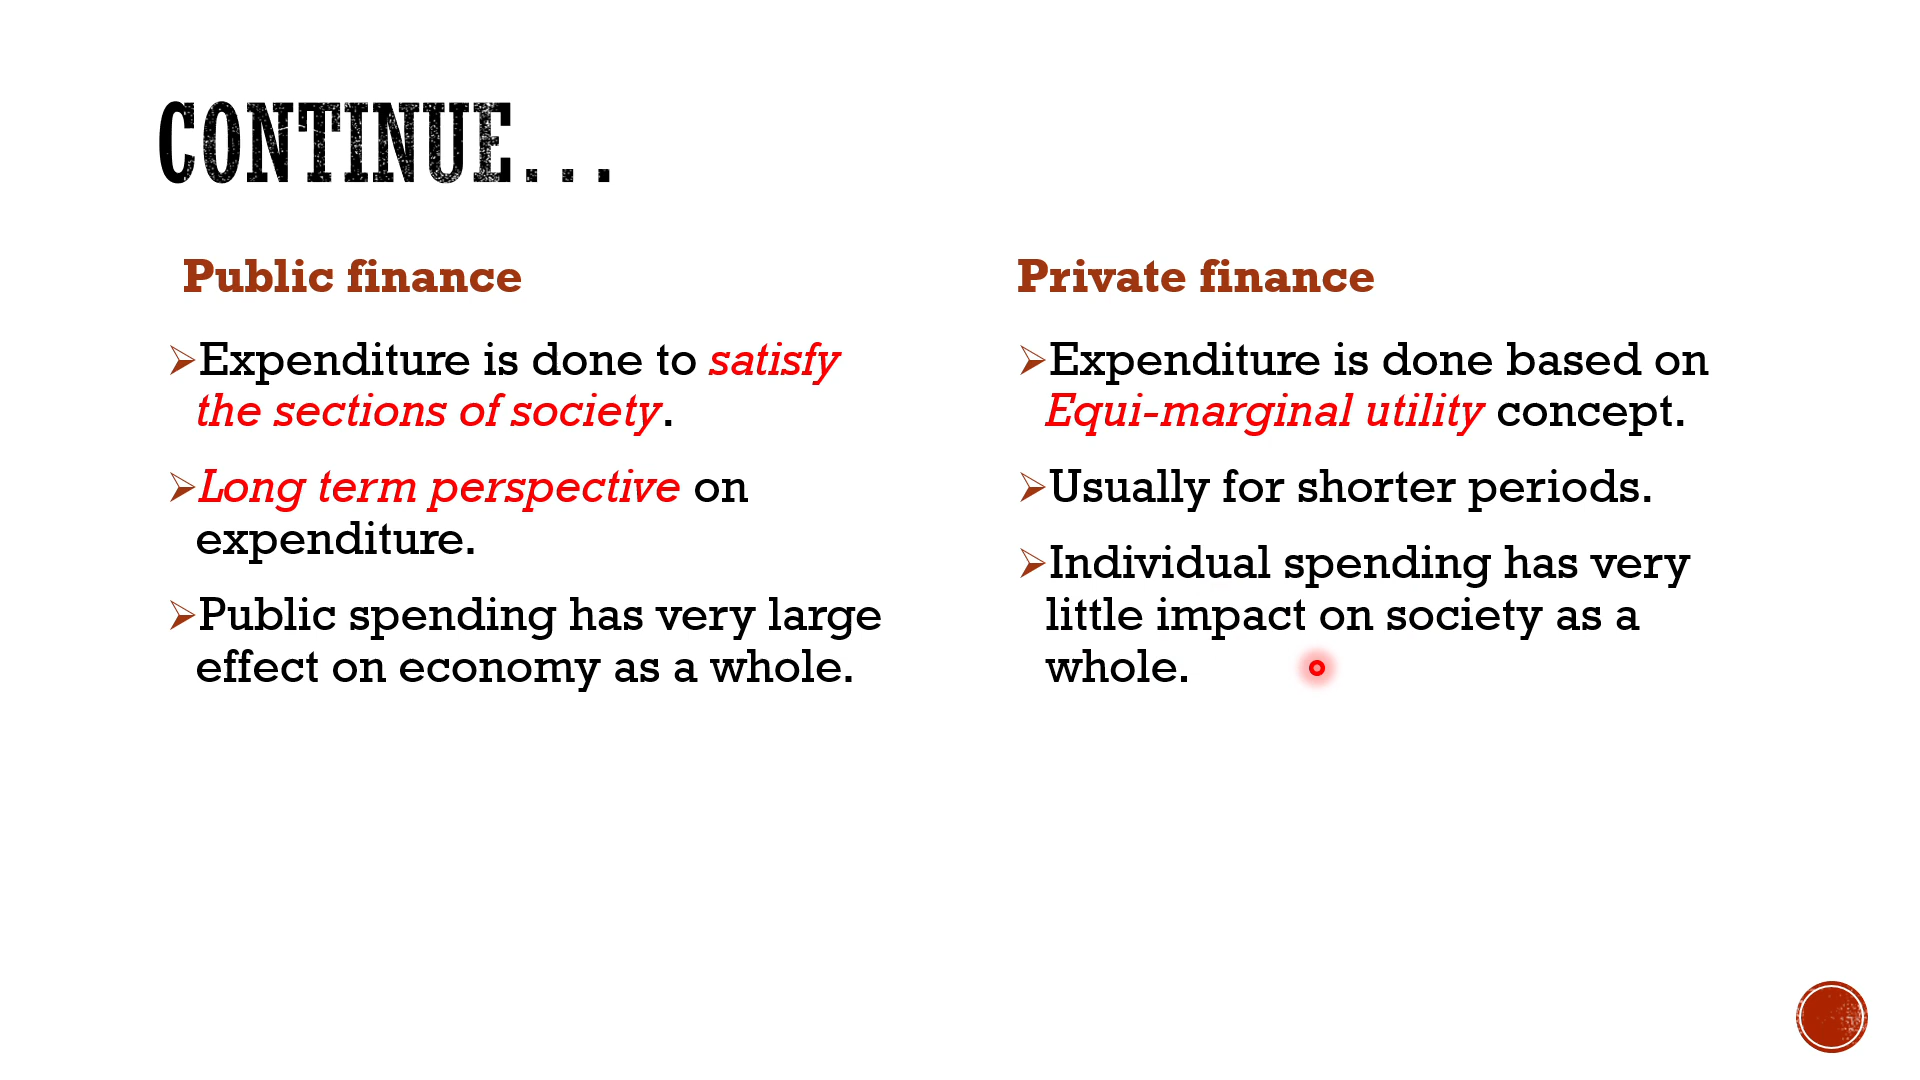 CONTINUE...
Public finance
➢Expenditure is done to satisfy
the sections of society.
➢Long term perspective on
expenditure.
➢Public spending has very large
effect on economy as a whole.
Private finance
➢Expenditure is done based on
Equi-marginal utility concept.
➢Usually for shorter periods.
➢Individual spending has very
little impact on society as a
whole.